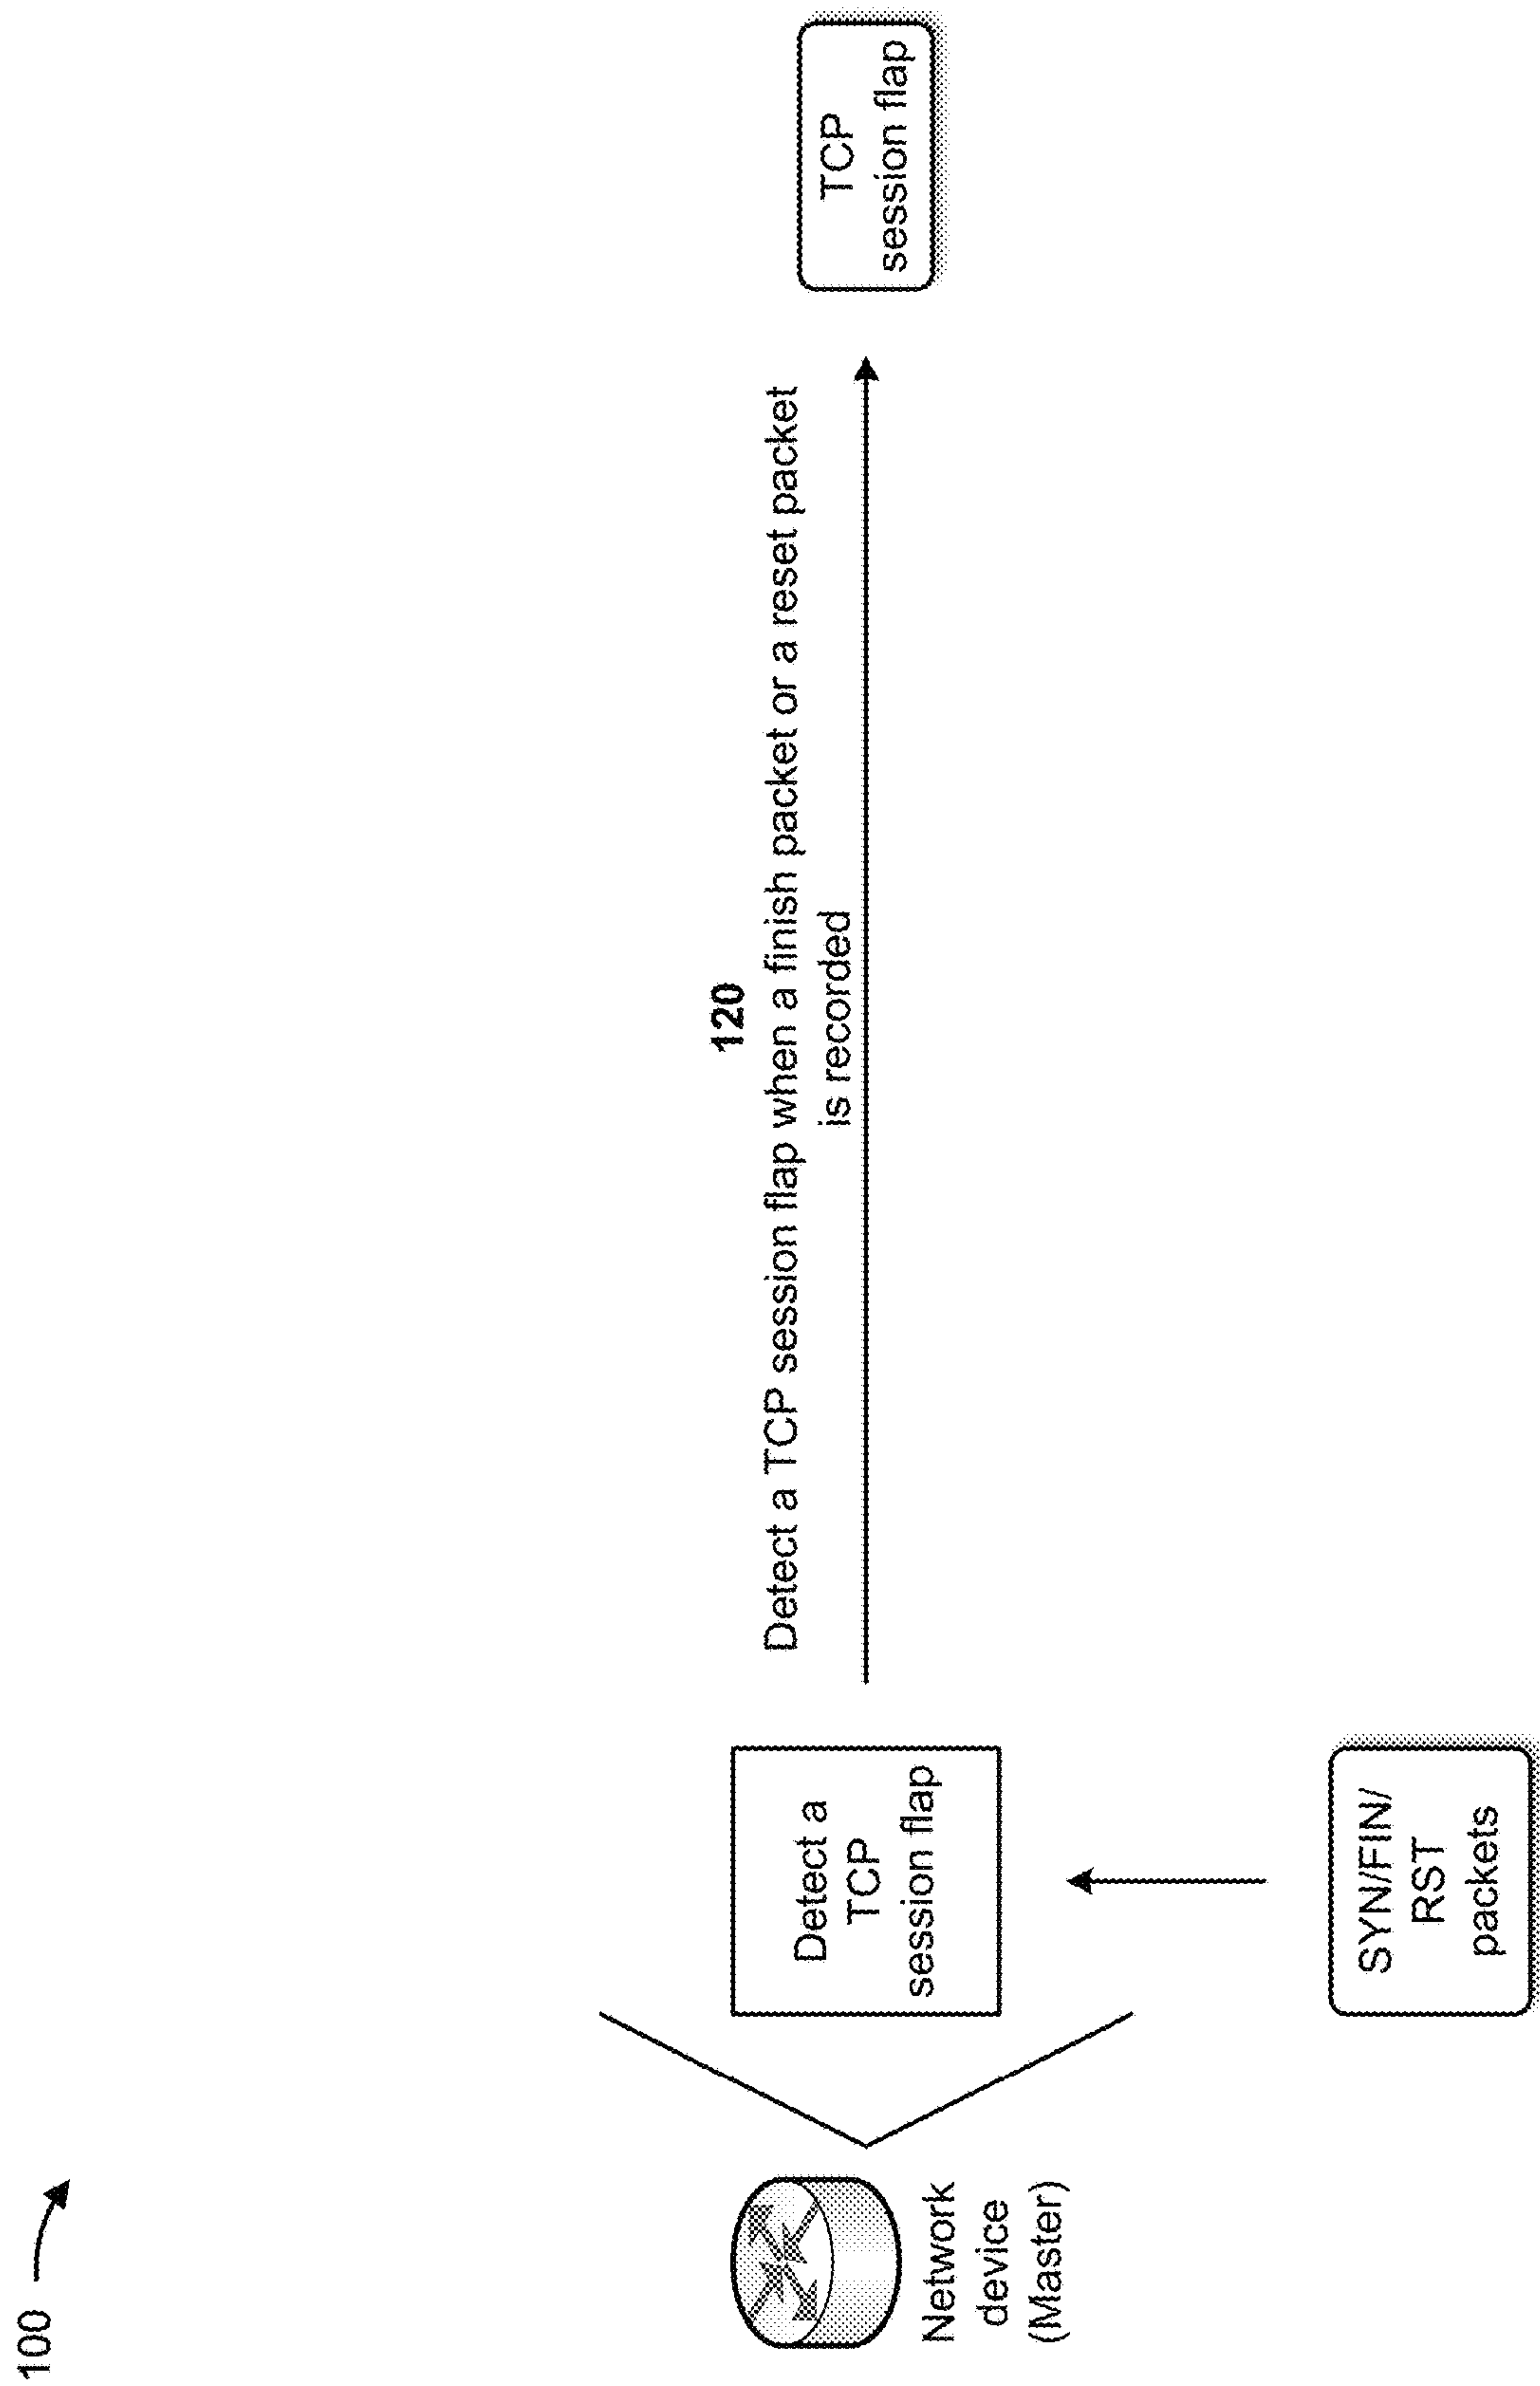 100
120
Detect a TCP session flap when a finish packet or a reset packet
is recorded
Network
device
(Master)
Detect a
TCP
session flap
TCP
session flap
SYN/FIN/
RST
packets